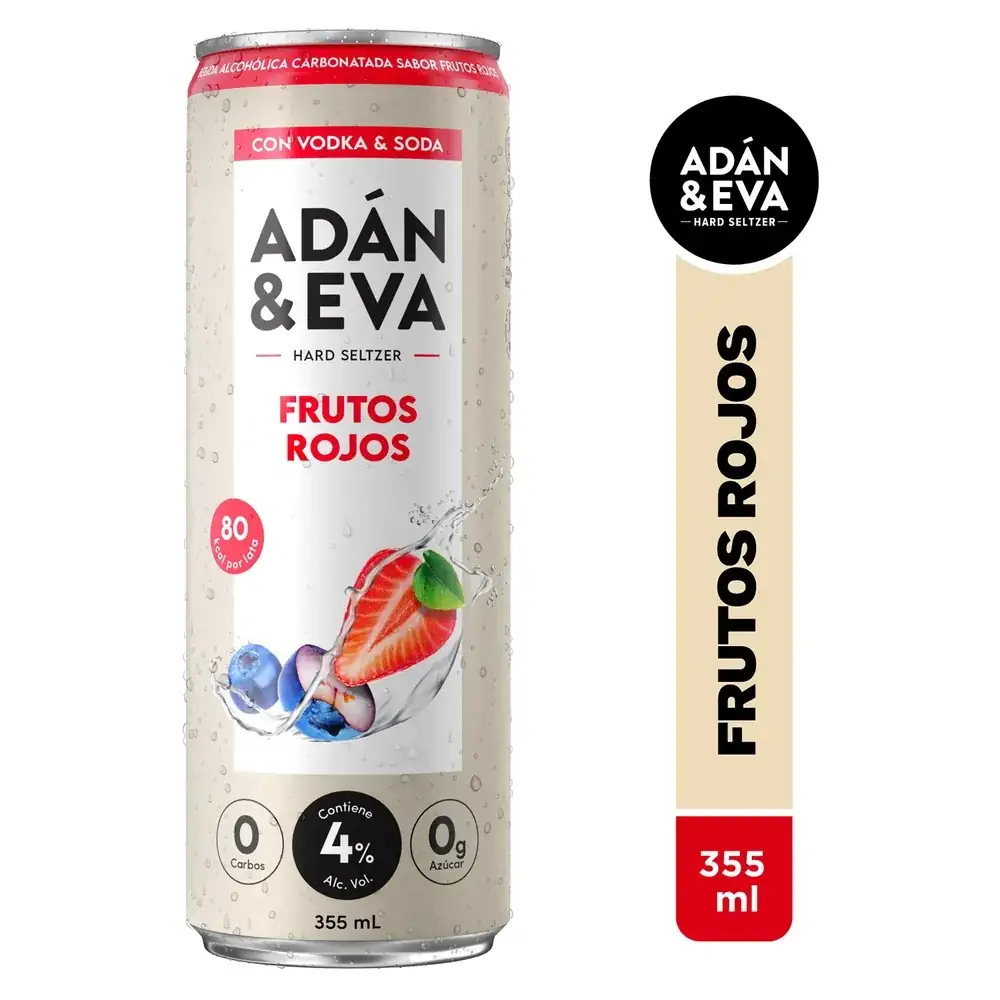 BEBIDA ALCOHÓLICA CARBONATADA SABOR FRUTOS ROJOS
CON VODKA & SODA
ADÁN
& EVA
HARD SELTZER
FRUTOS
ROJOS
80
kcal por lata
0
Carbos
Contiene
4%
Alc. Vol.
0g
Azúcar
355 mL
ADÁN
& EVA
HARD SELTZER
FRUTOS ROJOS
355
ml